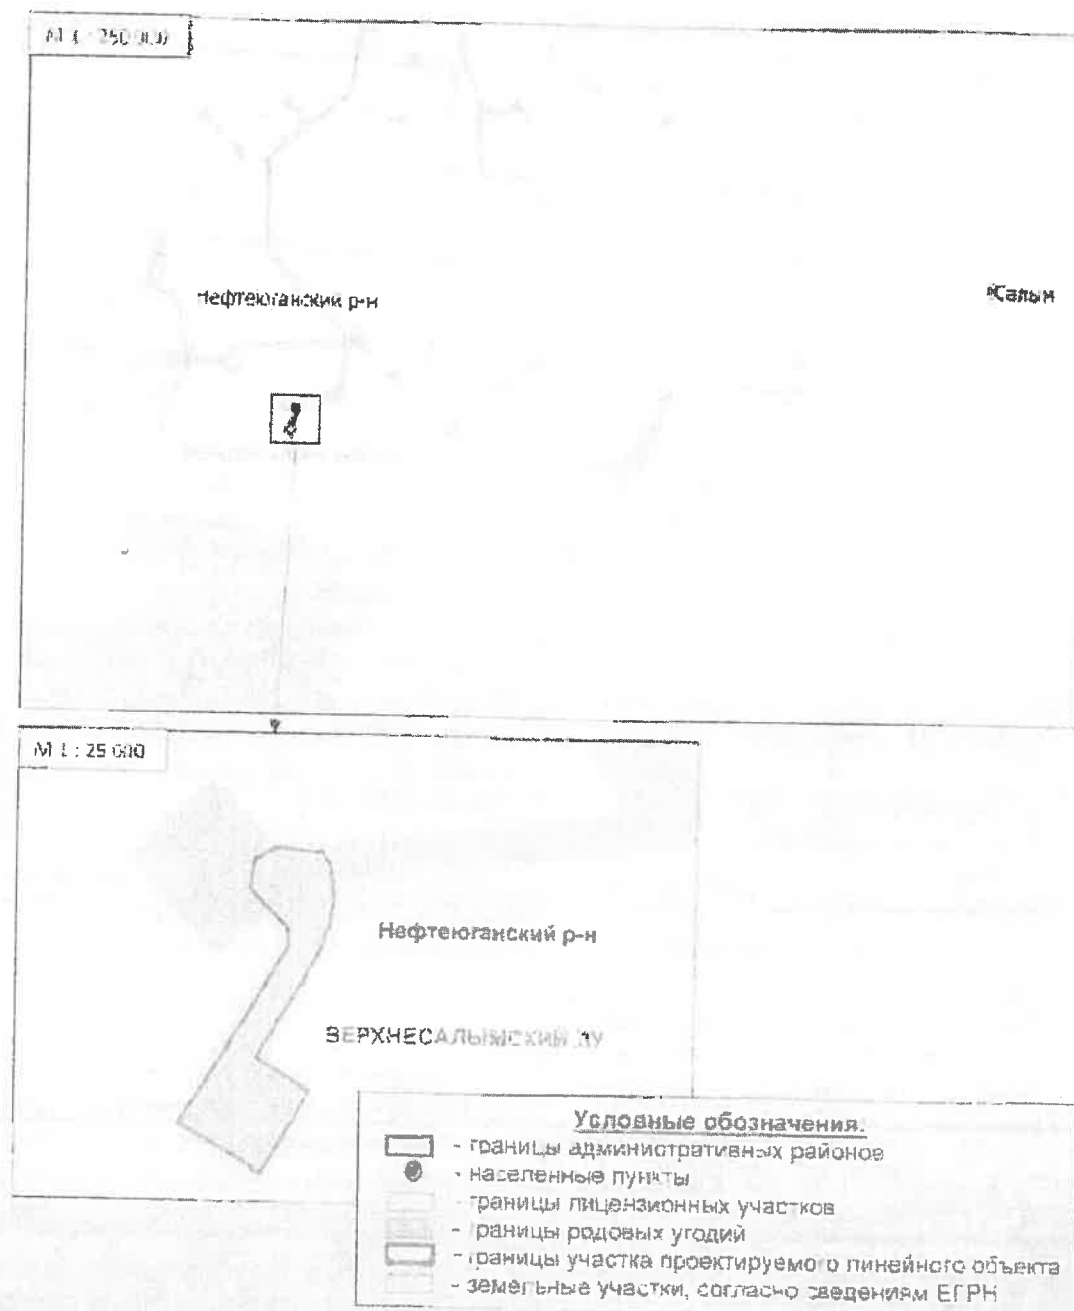 М 1 : 250 000
Нефтеюганский р-н
Салым
М 1 : 25 000
Нефтеюганский р-н
ВЕРХНЕСАЛЫМСКИЙ ЛУ
Условные обозначения:
- границы административных районов
- населенные пункты
- границы лицензионных участков
- границы родовых угодий
- границы участка проектируемого линейного объекта
- земельные участки, согласно сведениям ЕГРН